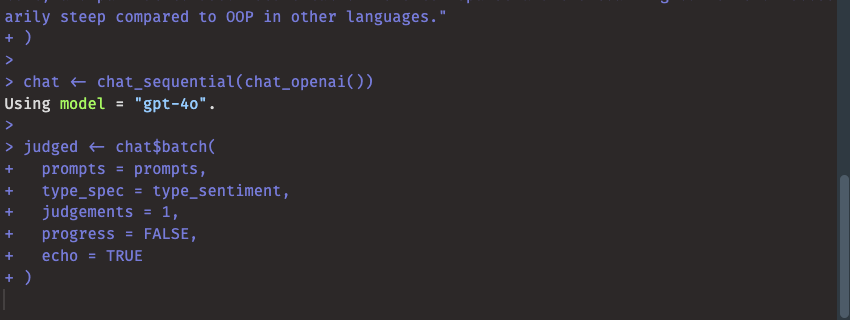 arily steep compared to OOP in other languages."
+ )
>
> chat <- chat_sequential(chat_openai())
Using model = "gpt-4o".
>
> judged <- chat$batch(
+   prompts = prompts,
+   type_spec = type_sentiment,
+   judgements = 1,
+   progress = FALSE,
+   echo = TRUE
+ )